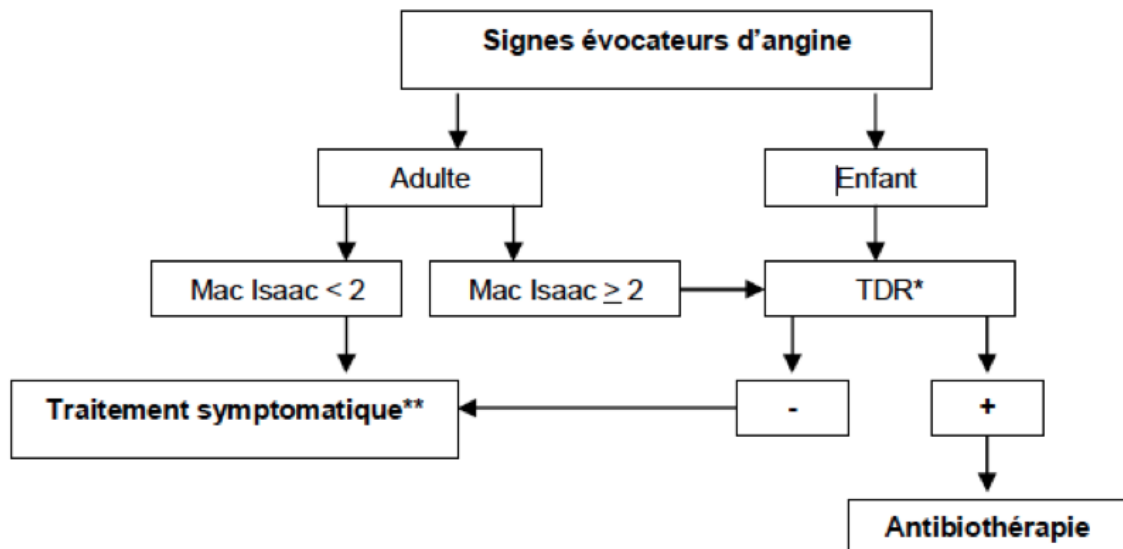 Signes évocateurs d'angine
Adulte
Enfant
Mac Isaac < 2
Mac Isaac ≥ 2
TDR*
Traitement symptomatique**
-
+
Antibiothérapie